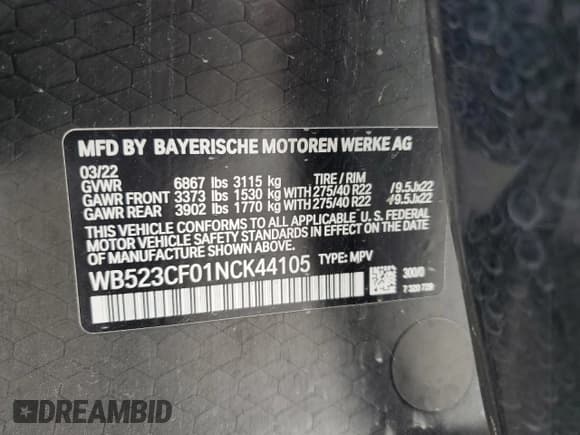 MFD BY BAYERISCHE MOTOREN WERKE AG
03/22
GVWR 6867 lbs 3115 kg TIRE / RIM
GAWR FRONT 3373 lbs 1530 kg WITH 275/40 R22 /9.5Jx22
GAWR REAR 3902 lbs 1770 kg WITH 275/40 R22 /9.5Jx22
THIS VEHICLE CONFORMS TO ALL APPLICABLE U.S. FEDERAL
MOTOR VEHICLE SAFETY STANDARDS IN EFFECT ON THE DATE
OF MANUFACTURE SHOWN ABOVE.
WB523CF01NCK44105 TYPE: MPV
300/0
7 320 729
DREAMBID